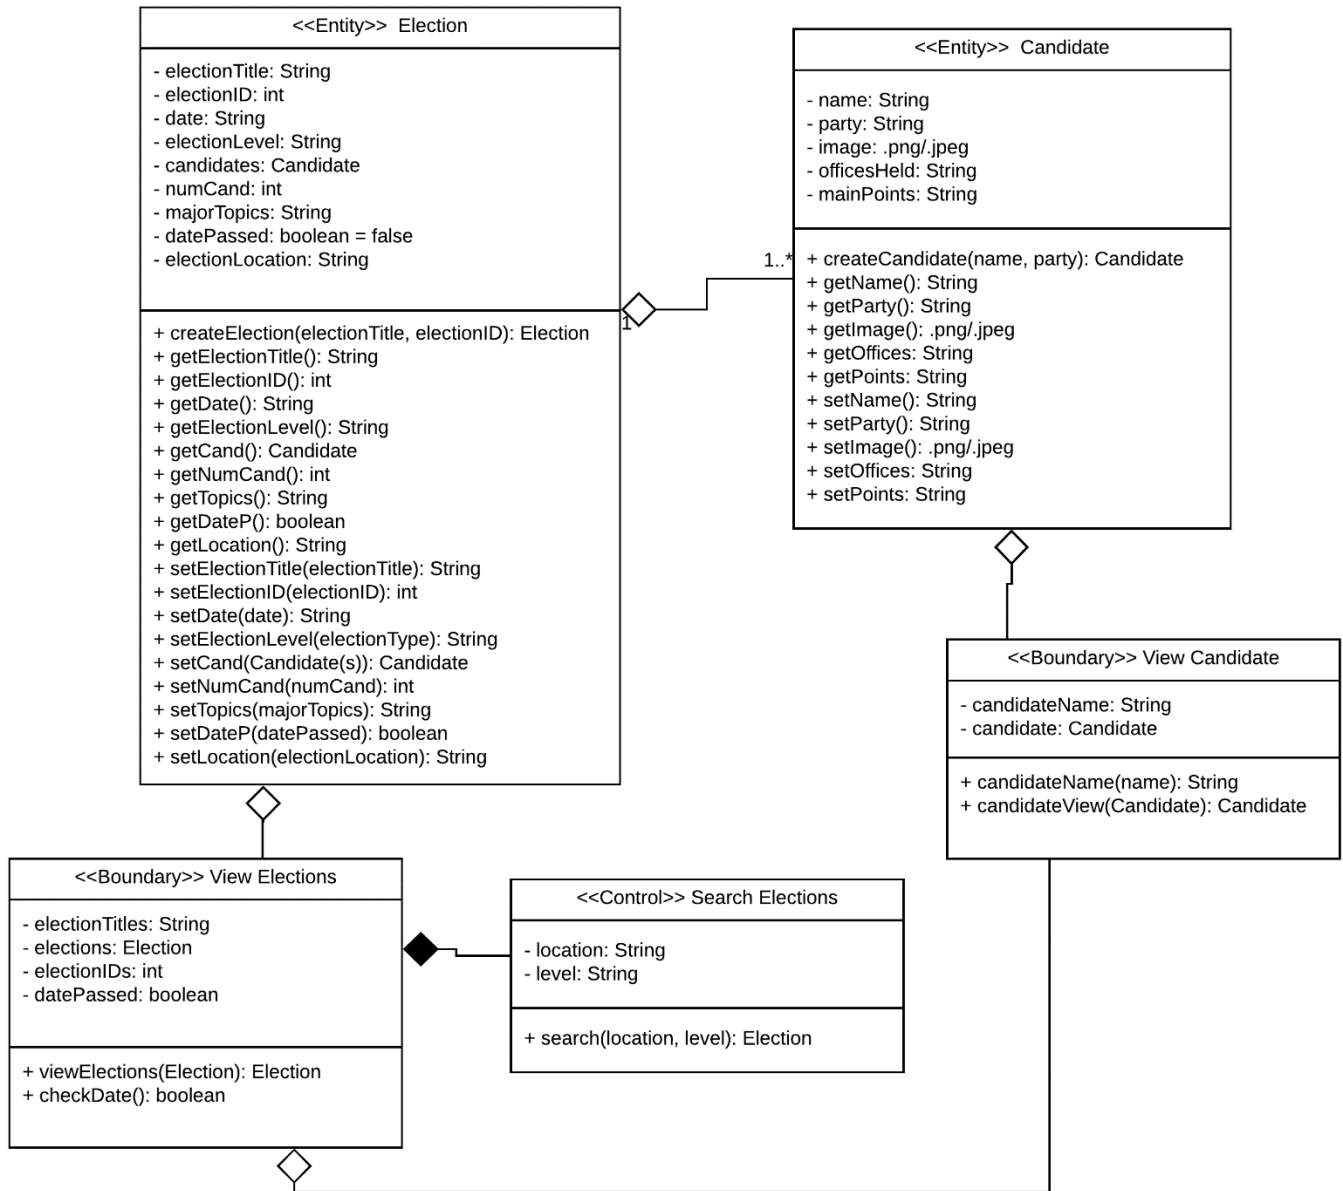 <<Entity>>  Election
- electionTitle: String
- electionID: int
- date: String
- electionLevel: String
- candidates: Candidate
- numCand: int
- majorTopics: String
- datePassed: boolean = false
- electionLocation: String
+ createElection(electionTitle, electionID): Election
+ getElectionTitle(): String
+ getElectionID(): int
+ getDate(): String
+ getElectionLevel(): String
+ getCand(): Candidate
+ getNumCand(): int
+ getTopics(): String
+ getDateP(): boolean
+ getLocation(): String
+ setElectionTitle(electionTitle): String
+ setElectionID(electionID): int
+ setDate(date): String
+ setElectionLevel(electionType): String
+ setCand(Candidate(s)): Candidate
+ setNumCand(numCand): int
+ setTopics(majorTopics): String
+ setDateP(datePassed): boolean
+ setLocation(electionLocation): String
1
1..*
<<Entity>>  Candidate
- name: String
- party: String
- image: .png/.jpeg
- officesHeld: String
- mainPoints: String
+ createCandidate(name, party): Candidate
+ getName(): String
+ getParty(): String
+ getImage(): .png/.jpeg
+ getOffices: String
+ getPoints: String
+ setName(): String
+ setParty(): String
+ setImage(): .png/.jpeg
+ setOffices: String
+ setPoints: String
<<Boundary>> View Candidate
- candidateName: String
- candidate: Candidate
+ candidateName(name): String
+ candidateView(Candidate): Candidate
<<Boundary>> View Elections
- electionTitles: String
- elections: Election
- electionIDs: int
- datePassed: boolean
+ viewElections(Election): Election
+ checkDate(): boolean
<<Control>> Search Elections
- location: String
- level: String
+ search(location, level): Election